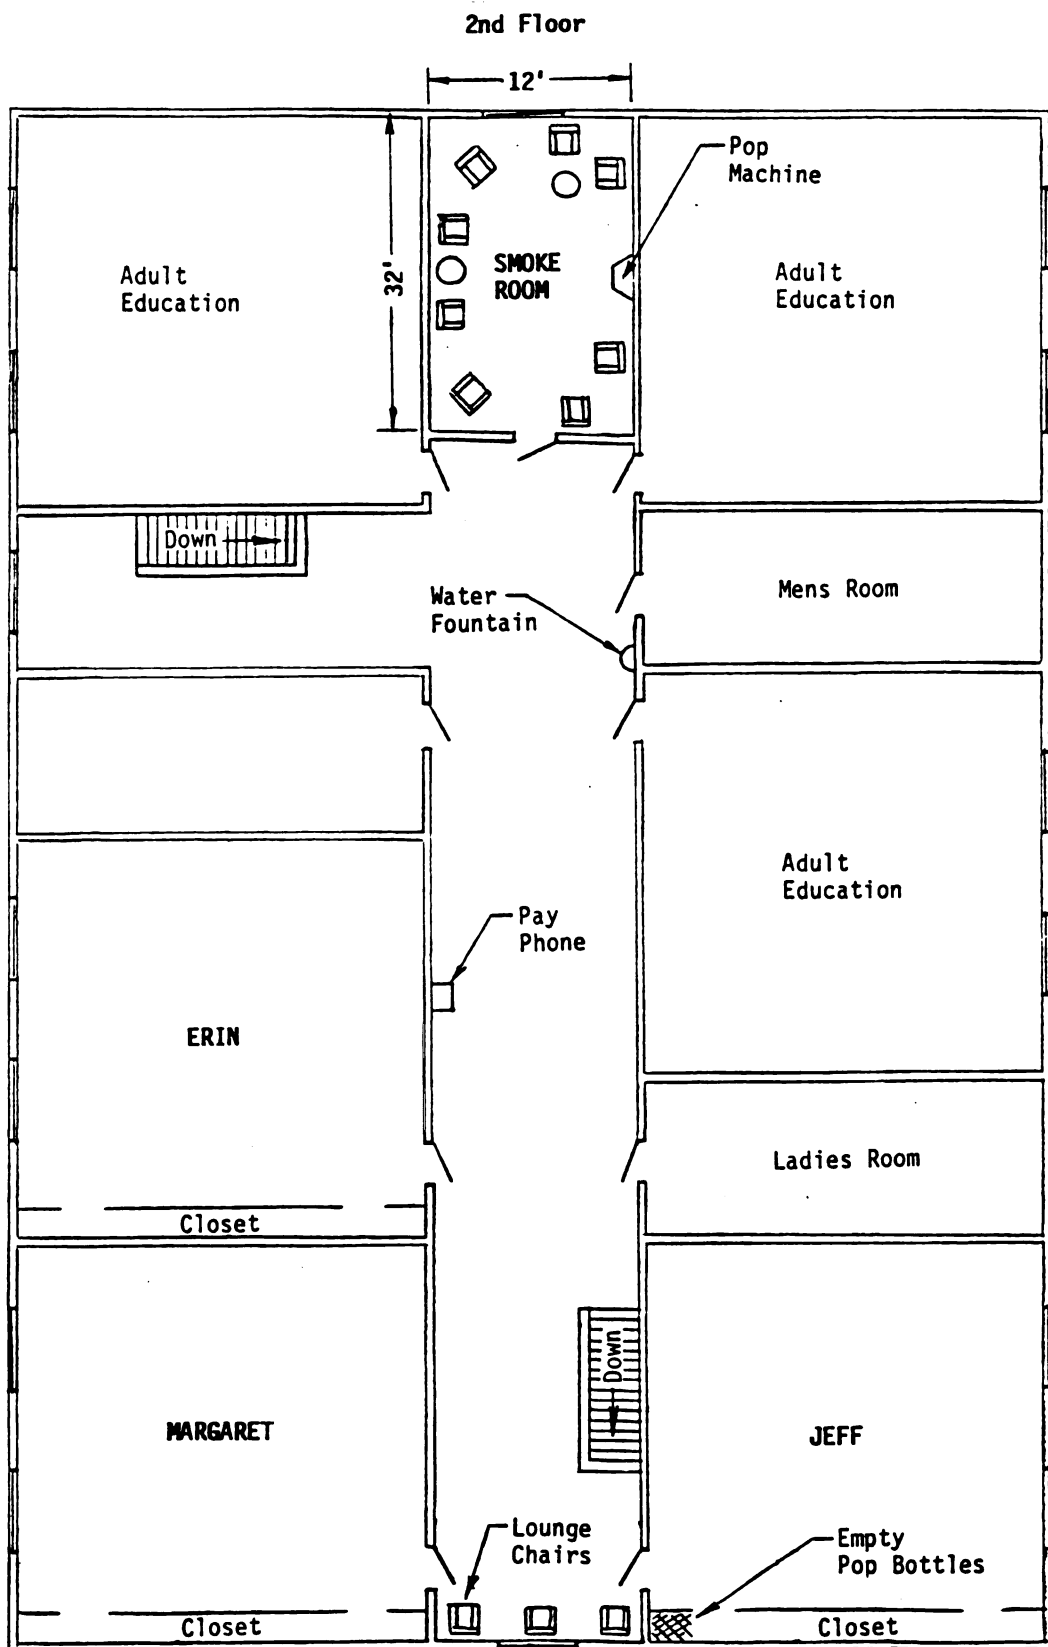 2nd Floor
12'
Pop
Machine
32'
SMOKE
ROOM
Adult
Education
Adult
Education
Down
Mens Room
Water
Fountain
Adult
Education
Pay
Phone
ERIN
Ladies Room
Closet
Down
MARGARET
JEFF
Lounge
Chairs
Empty
Pop Bottles
Closet
Closet